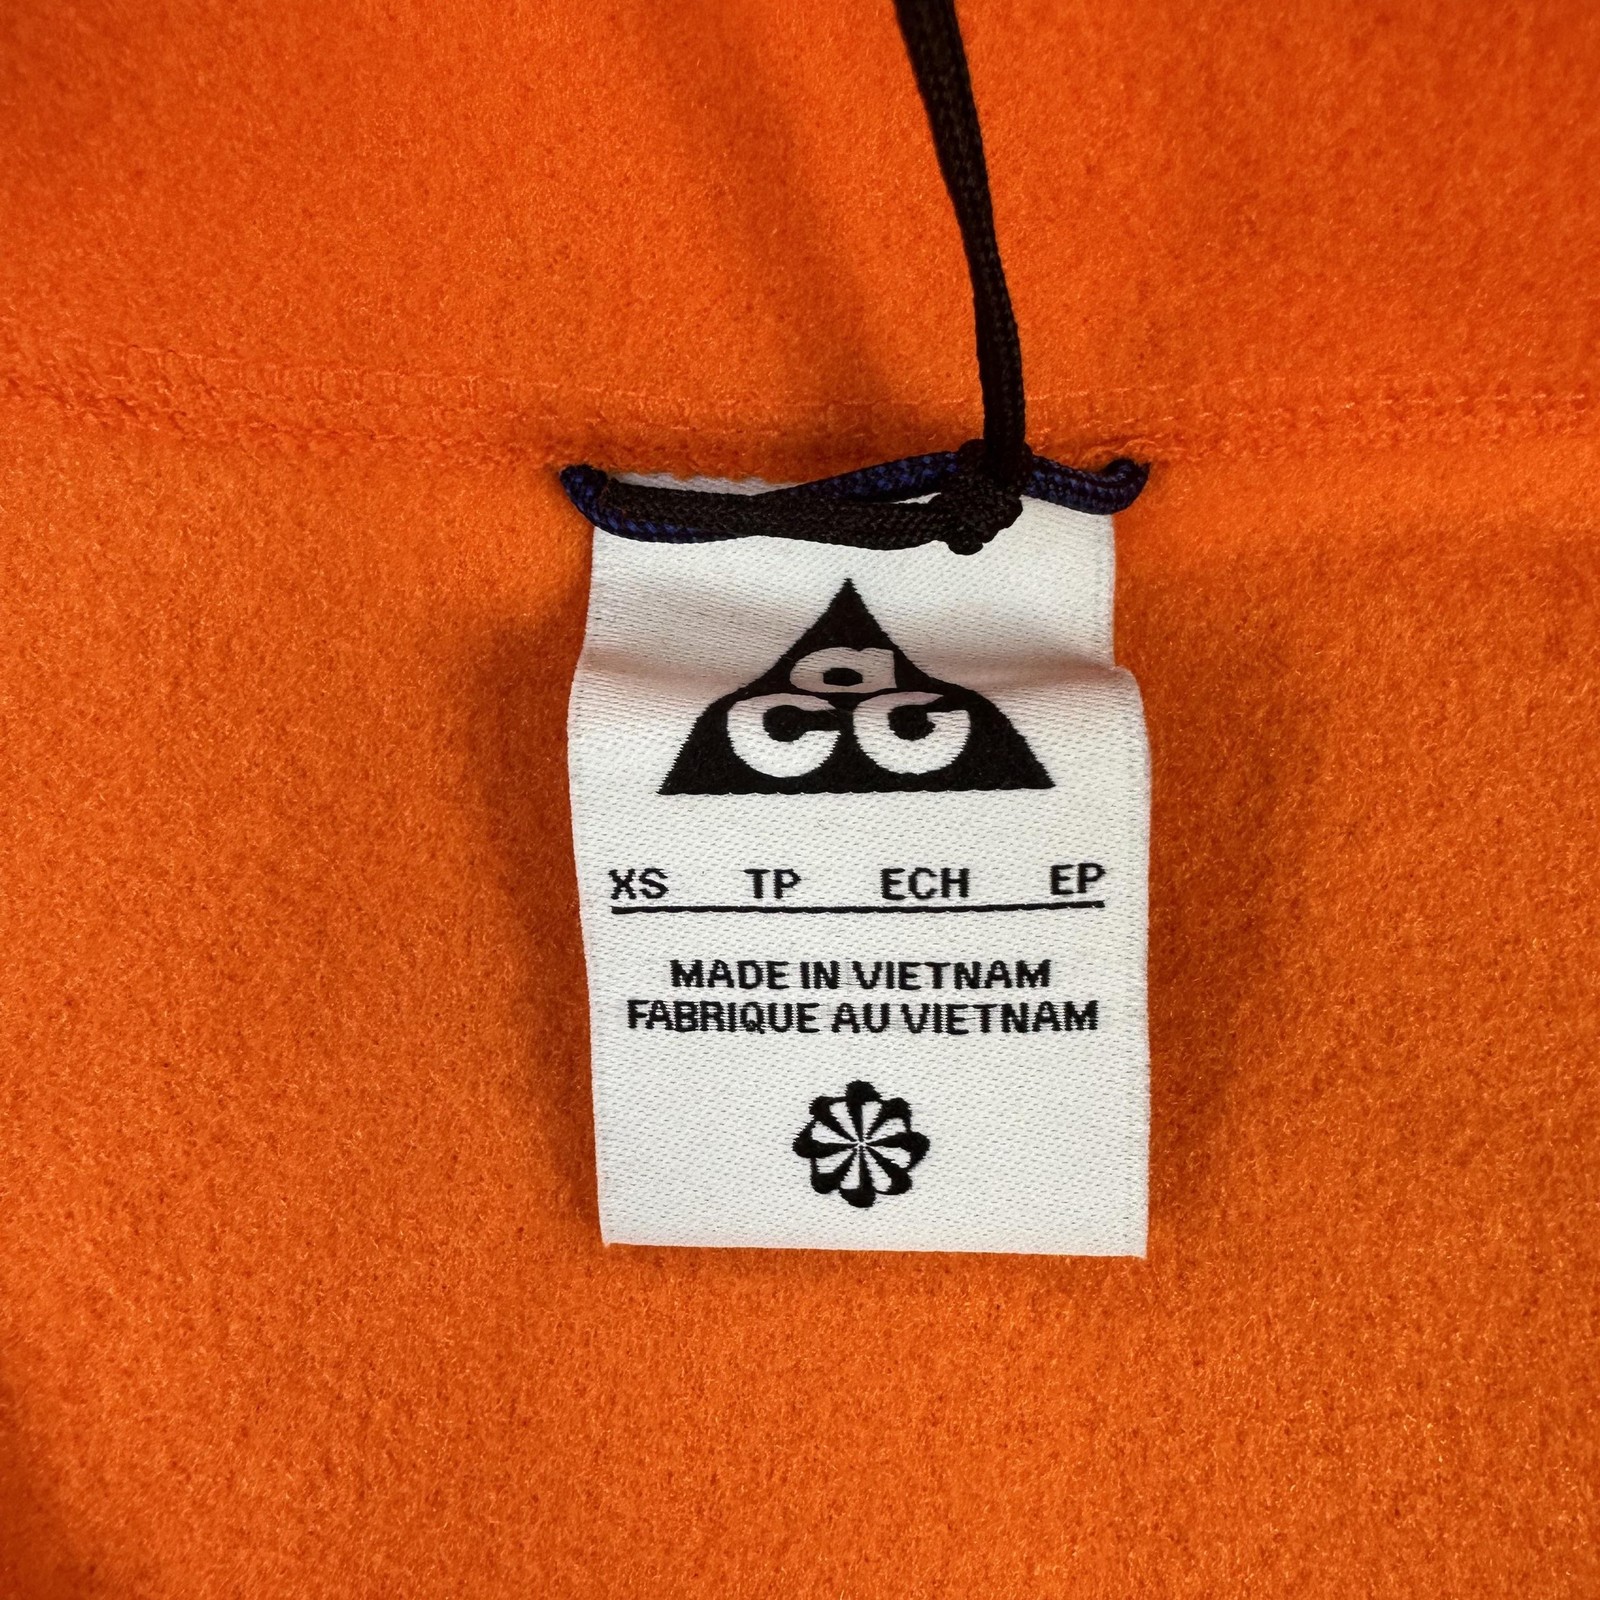 aCG
XS TP ECH EP
MADE IN VIETNAM
FABRIQUE AU VIETNAM